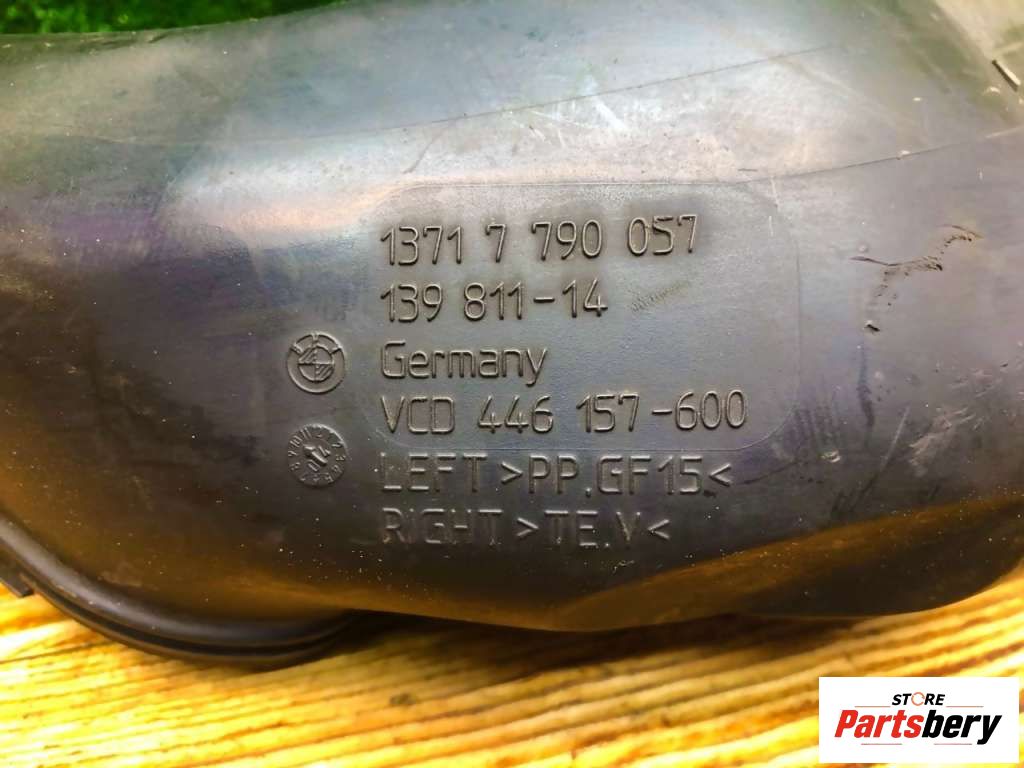 1371 7 790 057
139 811-14
Germany
VCD 446 157-600
LEFT >PP.GF15<
RIGHT >TE.V<
STORE
Partsbery